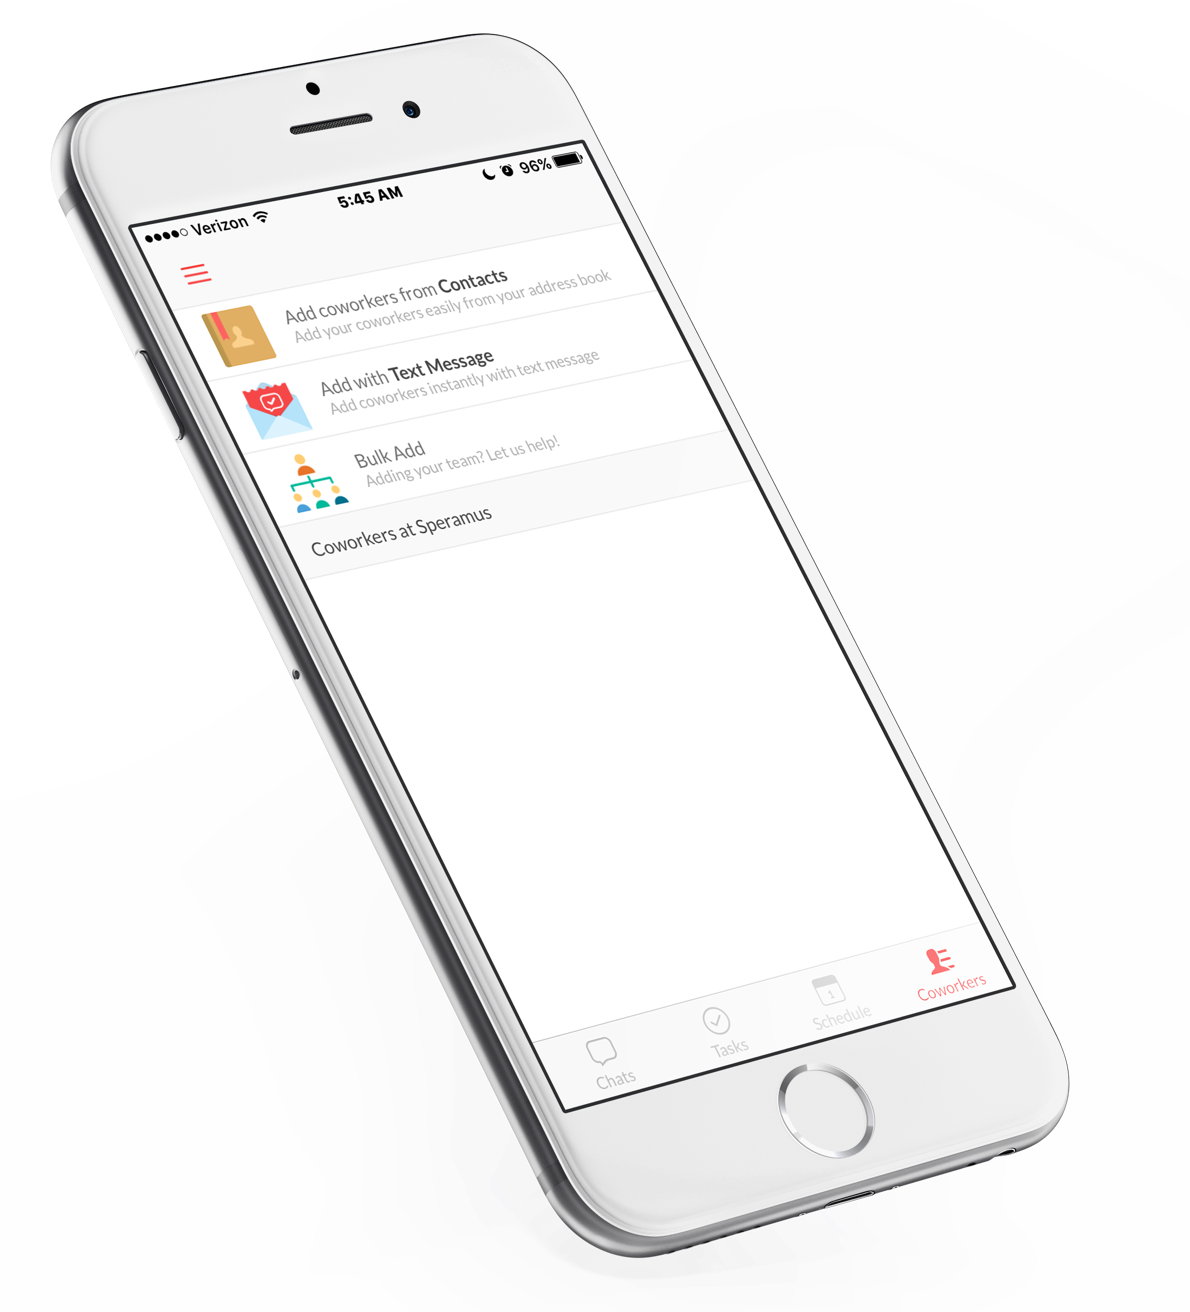 Verizon 5:45 AM 96%
Add coworkers from Contacts
Add your coworkers easily from your address book
Add with Text Message
Add coworkers instantly with text message
Bulk Add
Adding your team? Let us help!
Coworkers at Speramus
1
Chats Tasks Schedule Coworkers